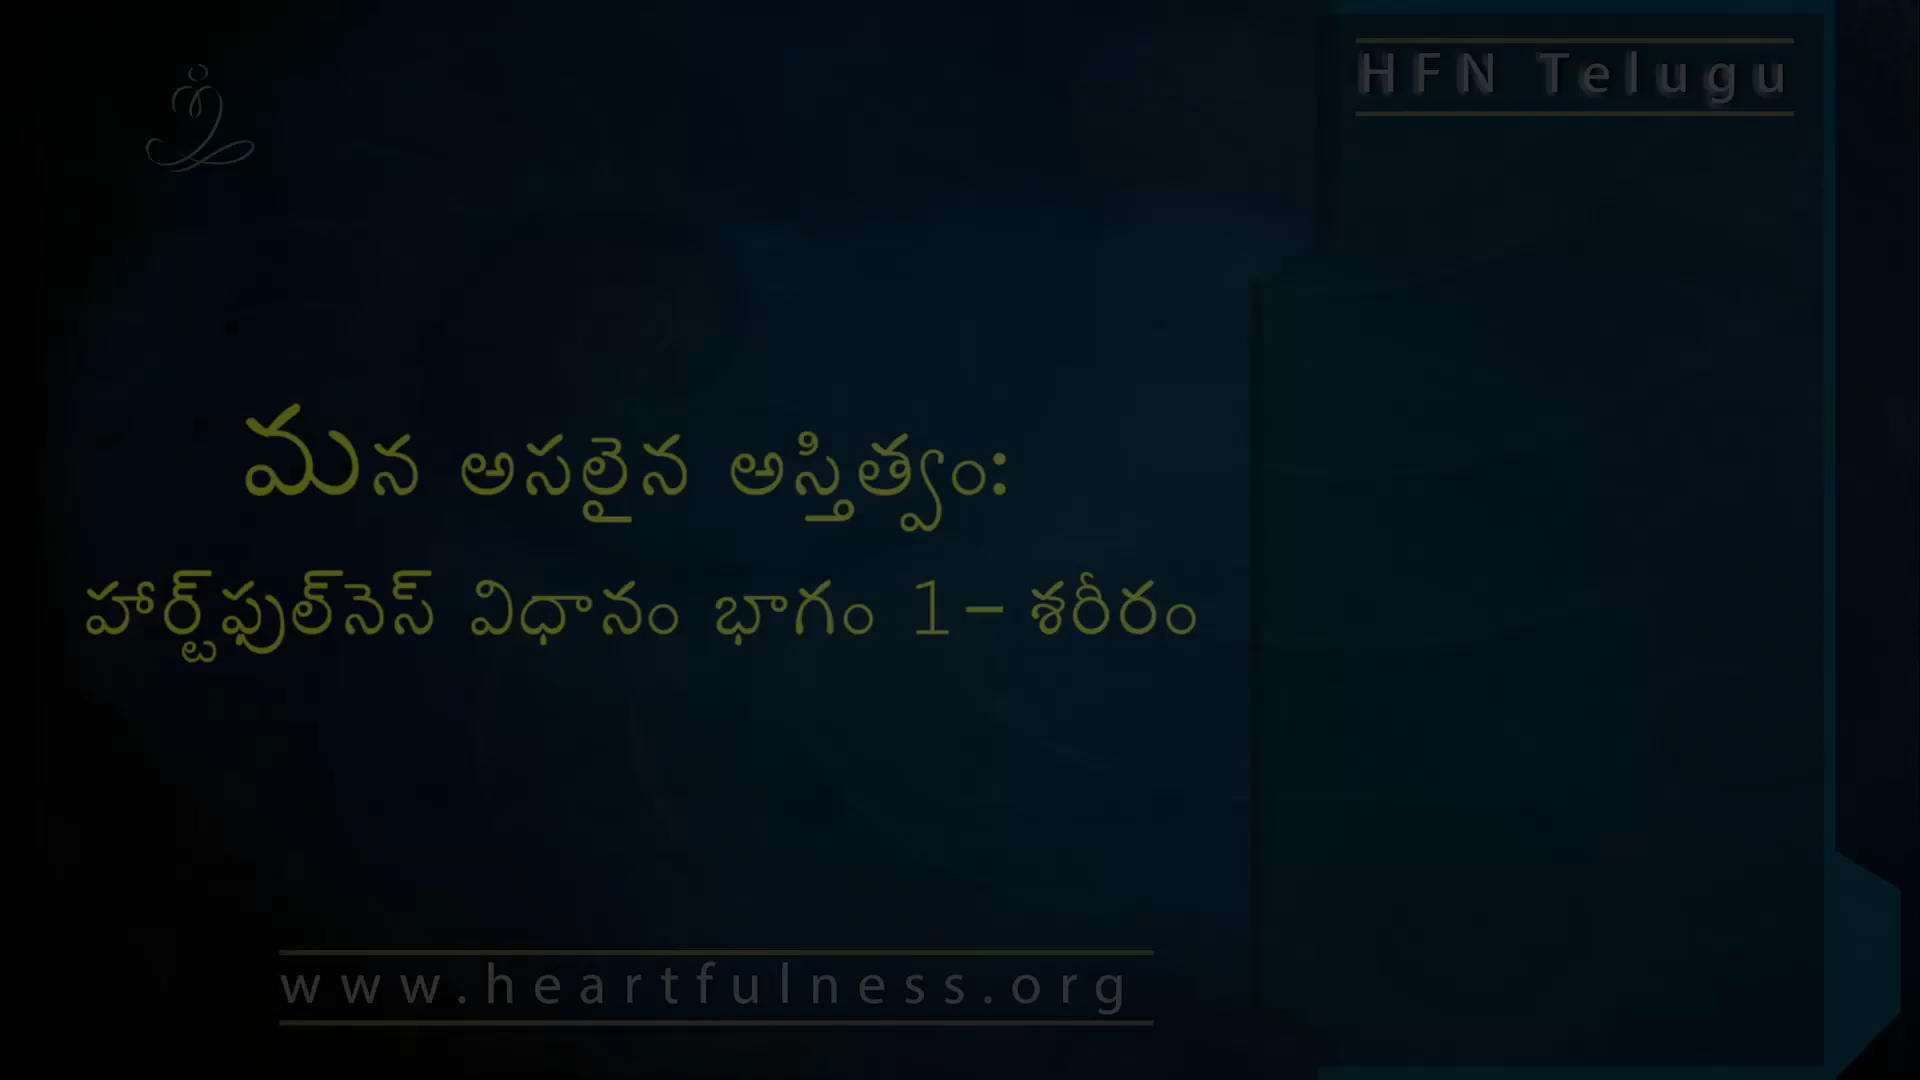 HFN Telugu
మన అసలైన అస్తిత్వం:
హార్ట్‌ఫుల్‌నెస్ విధానం భాగం 1- శరీరం
www.heartfulness.org